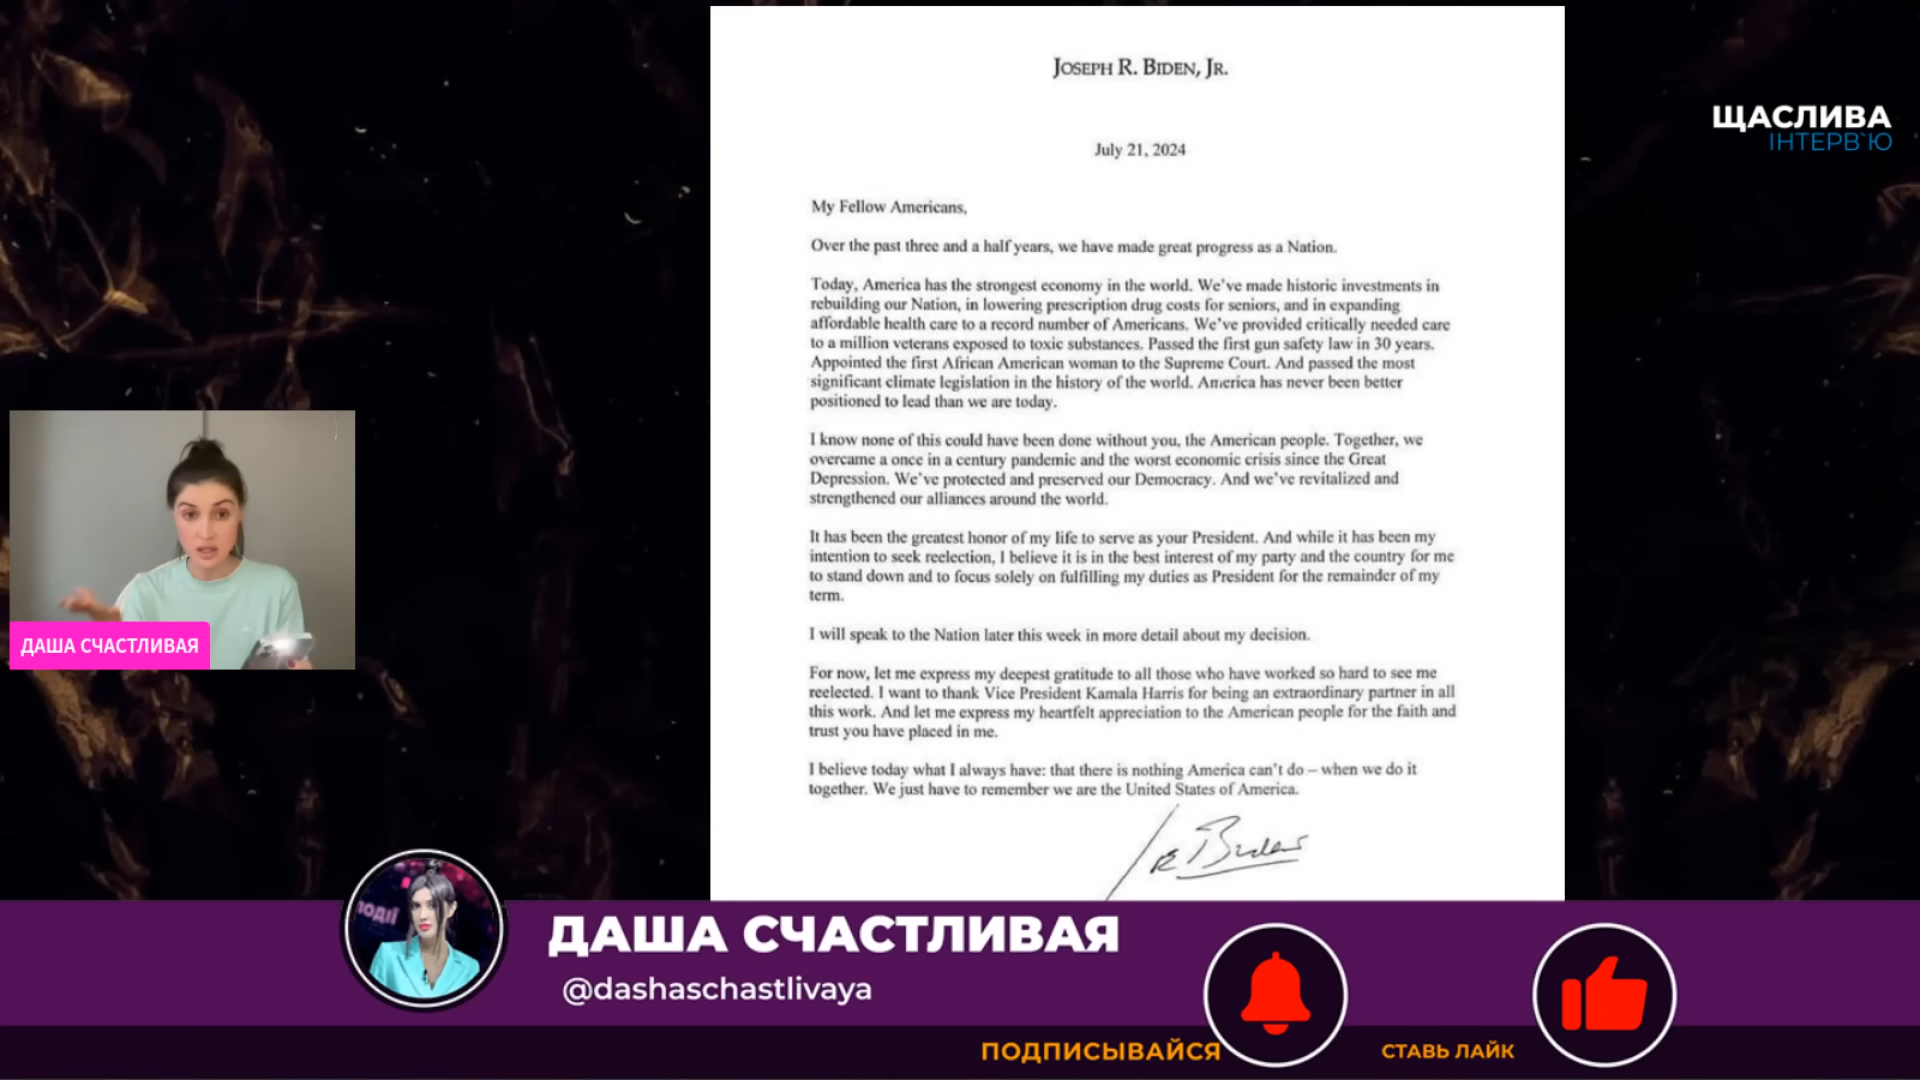 JOSEPH R. BIDEN, JR.
July 21, 2024
My Fellow Americans,
Over the past three and a half years, we have made great progress as a Nation.
Today, America has the strongest economy in the world. We've made historic investments in
rebuilding our Nation, in lowering prescription drug costs for seniors, and in expanding
affordable health care to a record number of Americans. We've provided critically needed care
to a million veterans exposed to toxic substances. Passed the first gun safety law in 30 years.
Appointed the first African American woman to the Supreme Court. And passed the most
significant climate legislation in the history of the world. America has never been better
positioned to lead than we are today.
I know none of this could have been done without you, the American people. Together, we
overcame a once in a century pandemic and the worst economic crisis since the Great
Depression. We've protected and preserved our Democracy. And we've revitalized and
strengthened our alliances around the world.
It has been the greatest honor of my life to serve as your President. And while it has been my
intention to seek reelection, I believe it is in the best interest of my party and the country for me
to stand down and to focus solely on fulfilling my duties as President for the remainder of my
term.
I will speak to the Nation later this week in more detail about my decision.
For now, let me express my deepest gratitude to all those who have worked so hard to see me
reelected. I want to thank Vice President Kamala Harris for being an extraordinary partner in all
this work. And let me express my heartfelt appreciation to the American people for the faith and
trust you have placed in me.
I believe today what I always have: that there is nothing America can't do – when we do it
together. We just have to remember we are the United States of America.
Joe Biden
ЩАСЛИВА
ІНТЕРВ`Ю
ДАША СЧАСТЛИВАЯ
ПОДІЇ
ДАША СЧАСТЛИВАЯ
@dashaschastlivaya
ПОДПИСЫВАЙСЯ
СТАВЬ ЛАЙК